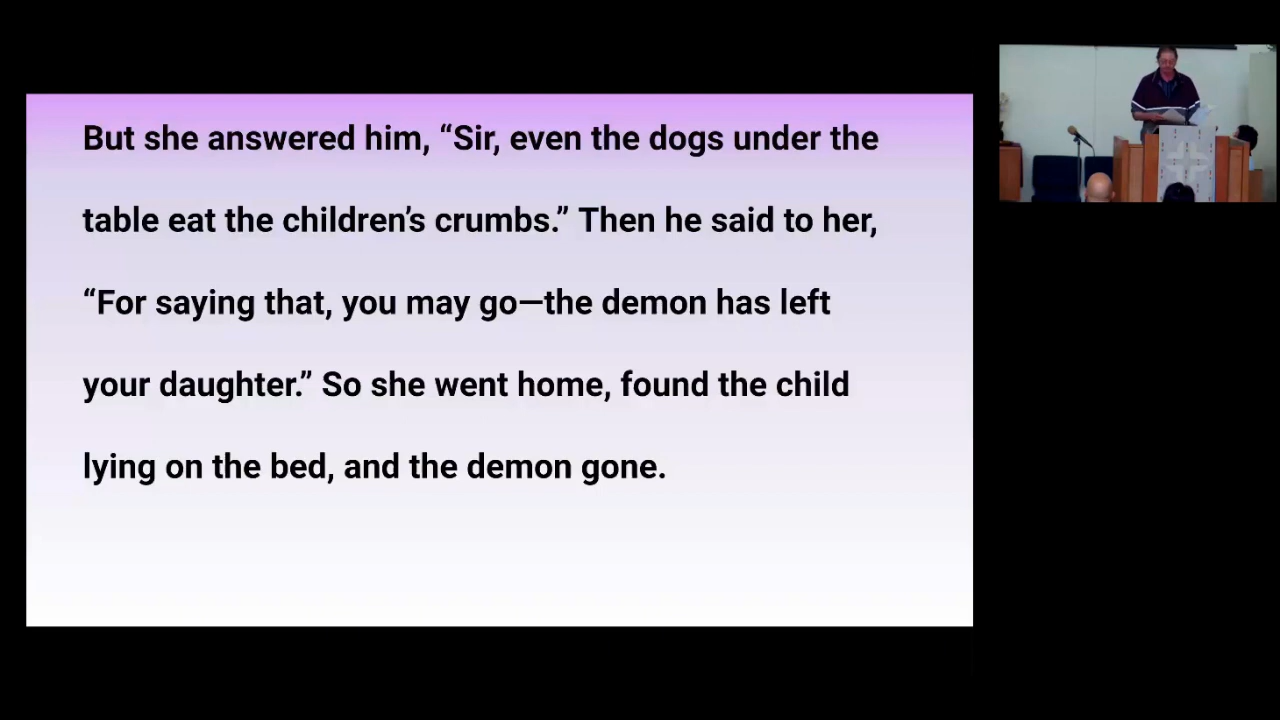 But she answered him, “Sir, even the dogs under the
table eat the children’s crumbs.” Then he said to her,
“For saying that, you may go—the demon has left
your daughter.” So she went home, found the child
lying on the bed, and the demon gone.